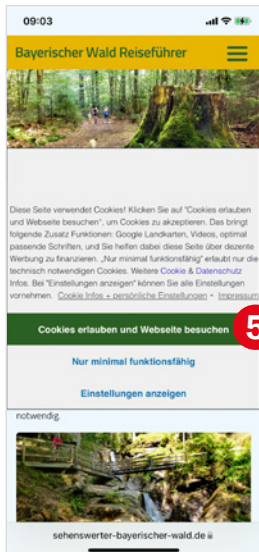 09:03
Bayerischer Wald Reiseführer
Diese Seite verwendet Cookies! Klicken Sie auf "Cookies erlauben
und Webseite besuchen", um Cookies zu akzeptieren. Das bringt
folgende Zusatz Funktionen: Google Landkarten, Videos, optimal
passende Schriften, und Sie helfen dabei diese Seite über dezente
Werbung zu finanzieren. „Nur minimal funktionsfähig" erlaubt nur die
technisch notwendigen Cookies. Weitere Cookie & Datenschutz
Infos. Bei "Einstellungen anzeigen" können Sie alle Einstellungen
vornehmen. Cookie Infos + persönliche Einstellungen - Impressum
Cookies erlauben und Webseite besuchen
5
Nur minimal funktionsfähig
Einstellungen anzeigen
notwendig.
sehenswerter-bayerischer-wald.de